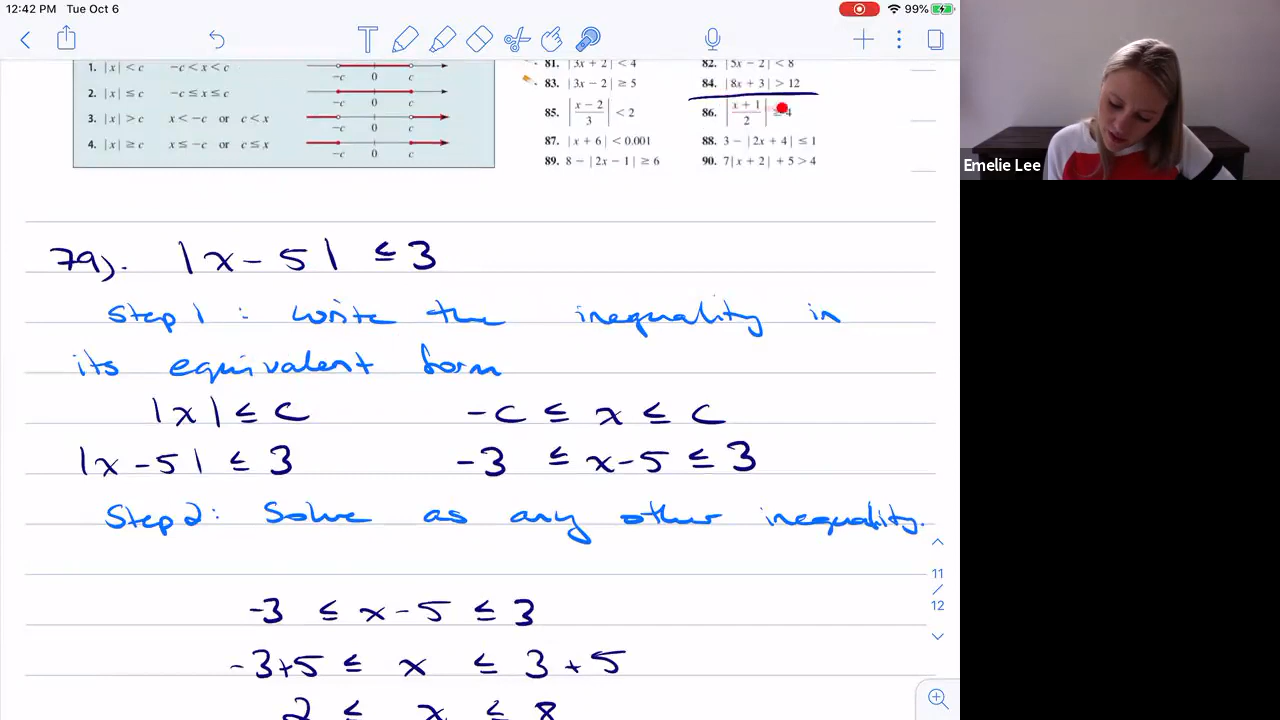 12:42 PM Tue Oct 6
99%
1. |x| < c −c < x < c
−c 0 c
2. |x| ≤ c −c ≤ x ≤ c
−c 0 c
3. |x| > c x < −c or c < x
−c 0 c
4. |x| ≥ c x ≤ −c or c ≤ x
−c 0 c
81. |3x + 2| < 4 82. |5x − 2| < 8
83. |3x − 2| ≥ 5 84. |8x + 3| > 12
85. |(x − 2)/3| < 2 86. |(x + 1)/2| ≥ 4
87. |x + 6| < 0.001 88. 3 − |2x + 4| ≤ 1
89. 8 − |2x − 1| ≥ 6 90. 7|x + 2| + 5 > 4
79). |x − 5| ≤ 3
Step 1 : write the inequality in
its equivalent form
|x| ≤ c −c ≤ x ≤ c
|x − 5| ≤ 3 −3 ≤ x − 5 ≤ 3
Step 2: Solve as any other inequality.
−3 ≤ x − 5 ≤ 3
−3+5 ≤ x ≤ 3 + 5
2 ≤ x ≤ 8
11
/
12
Emelie Lee